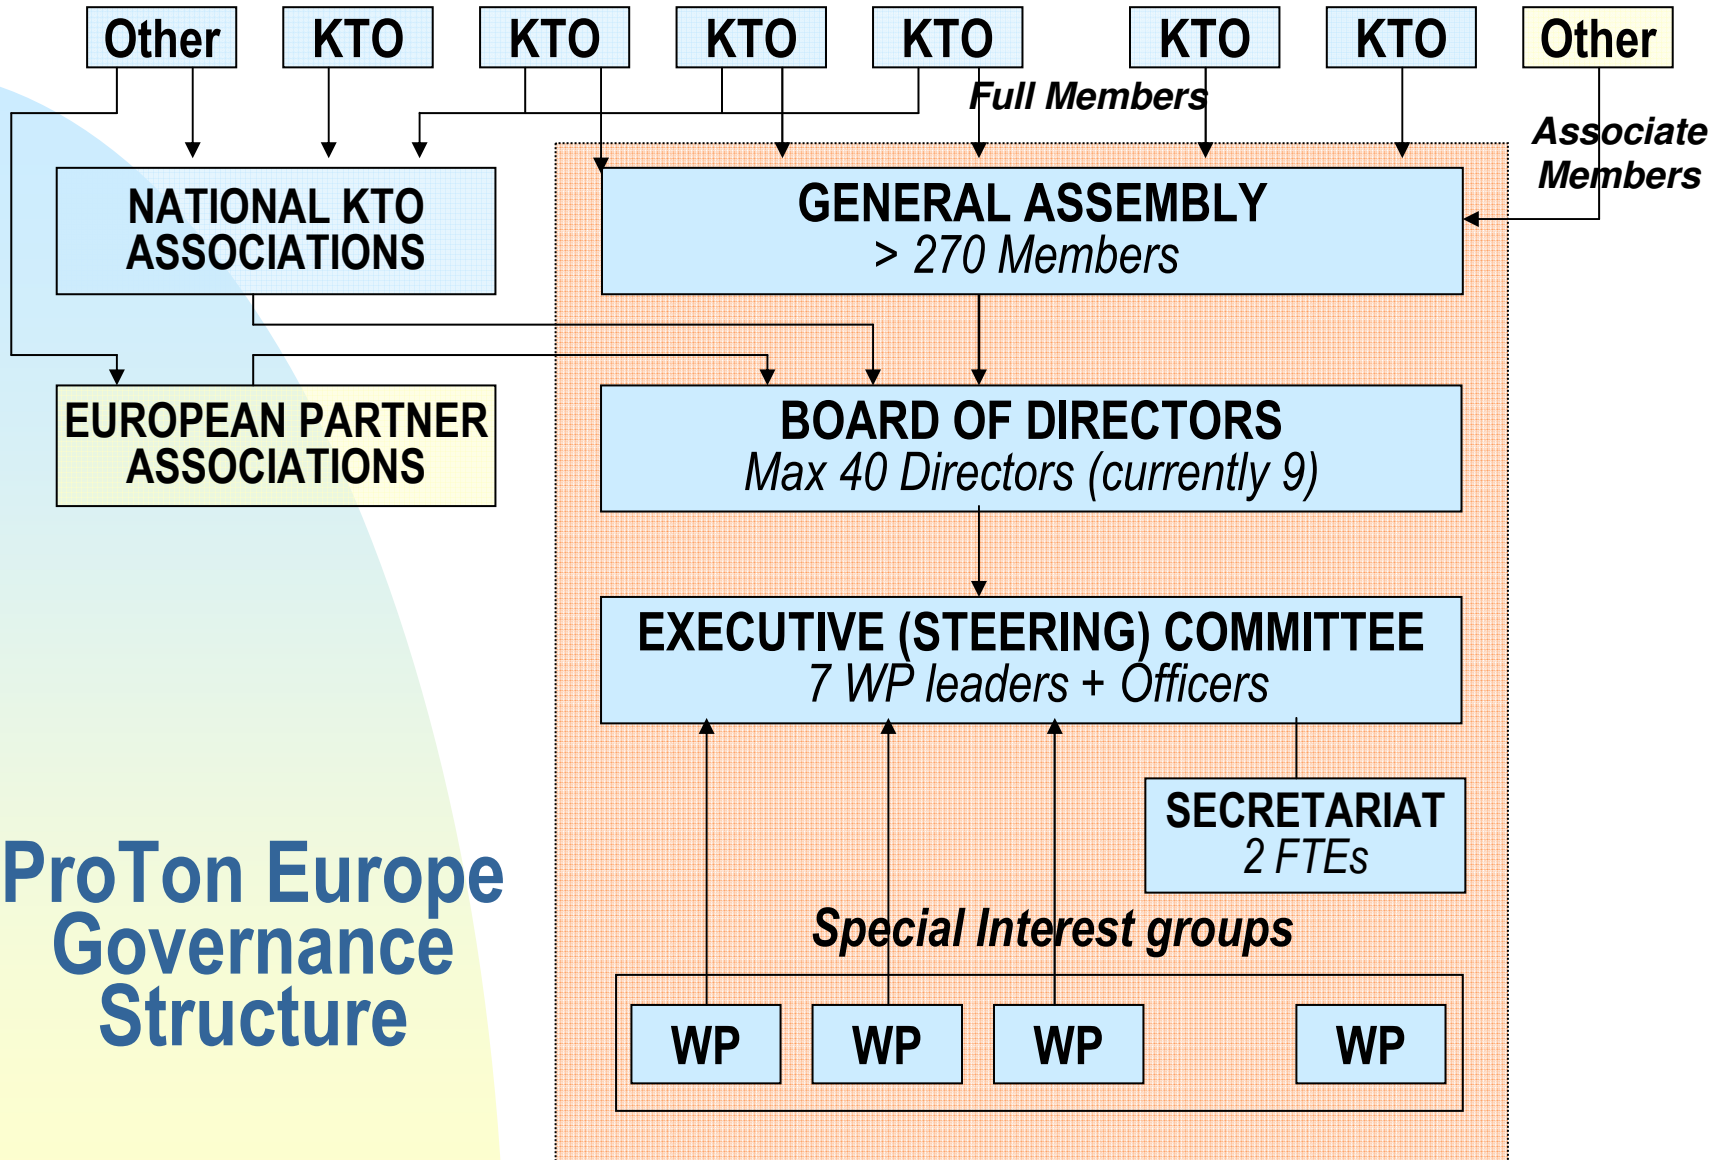 Other
KTO
KTO
KTO
KTO
KTO
KTO
Other
Full Members
Associate
Members
NATIONAL KTO
ASSOCIATIONS
GENERAL ASSEMBLY
> 270 Members
EUROPEAN PARTNER
ASSOCIATIONS
BOARD OF DIRECTORS
Max 40 Directors (currently 9)
EXECUTIVE (STEERING) COMMITTEE
7 WP leaders + Officers
SECRETARIAT
2 FTEs
ProTon Europe
Governance
Structure
Special Interest groups
WP
WP
WP
WP